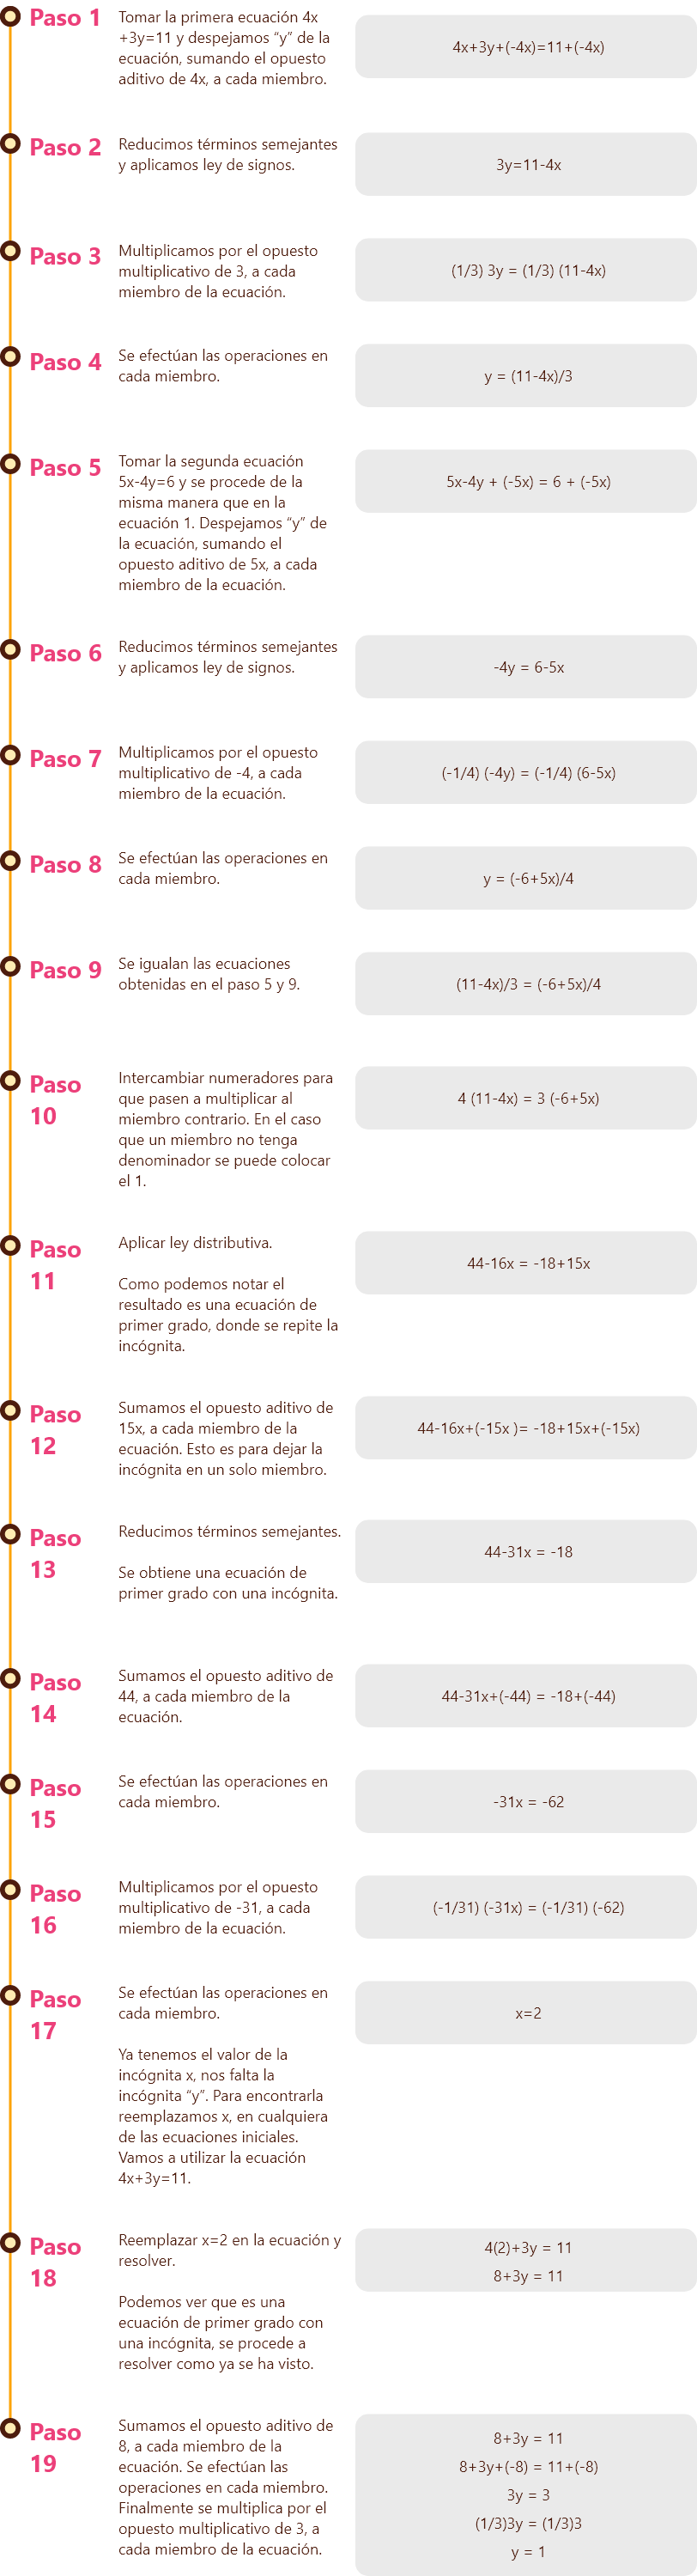 Paso 1
Tomar la primera ecuación 4x
+3y=11 y despejamos “y” de la
ecuación, sumando el opuesto
aditivo de 4x, a cada miembro.
4x+3y+(-4x)=11+(-4x)
Paso 2
Reducimos términos semejantes
y aplicamos ley de signos.
3y=11-4x
Paso 3
Multiplicamos por el opuesto
multiplicativo de 3, a cada
miembro de la ecuación.
(1/3) 3y = (1/3) (11-4x)
Paso 4
Se efectúan las operaciones en
cada miembro.
y = (11-4x)/3
Paso 5
Tomar la segunda ecuación
5x-4y=6 y se procede de la
misma manera que en la
ecuación 1. Despejamos “y” de
la ecuación, sumando el
opuesto aditivo de 5x, a cada
miembro de la ecuación.
5x-4y + (-5x) = 6 + (-5x)
Paso 6
Reducimos términos semejantes
y aplicamos ley de signos.
-4y = 6-5x
Paso 7
Multiplicamos por el opuesto
multiplicativo de -4, a cada
miembro de la ecuación.
(-1/4) (-4y) = (-1/4) (6-5x)
Paso 8
Se efectúan las operaciones en
cada miembro.
y = (-6+5x)/4
Paso 9
Se igualan las ecuaciones
obtenidas en el paso 5 y 9.
(11-4x)/3 = (-6+5x)/4
Paso
10
Intercambiar numeradores para
que pasen a multiplicar al
miembro contrario. En el caso
que un miembro no tenga
denominador se puede colocar
el 1.
4 (11-4x) = 3 (-6+5x)
Paso
11
Aplicar ley distributiva.
Como podemos notar el
resultado es una ecuación de
primer grado, donde se repite la
incógnita.
44-16x = -18+15x
Paso
12
Sumamos el opuesto aditivo de
15x, a cada miembro de la
ecuación. Esto es para dejar la
incógnita en un solo miembro.
44-16x+(-15x )= -18+15x+(-15x)
Paso
13
Reducimos términos semejantes.
Se obtiene una ecuación de
primer grado con una incógnita.
44-31x = -18
Paso
14
Sumamos el opuesto aditivo de
44, a cada miembro de la
ecuación.
44-31x+(-44) = -18+(-44)
Paso
15
Se efectúan las operaciones en
cada miembro.
-31x = -62
Paso
16
Multiplicamos por el opuesto
multiplicativo de -31, a cada
miembro de la ecuación.
(-1/31) (-31x) = (-1/31) (-62)
Paso
17
Se efectúan las operaciones en
cada miembro.
Ya tenemos el valor de la
incógnita x, nos falta la
incógnita “y”. Para encontrarla
reemplazamos x, en cualquiera
de las ecuaciones iniciales.
Vamos a utilizar la ecuación
4x+3y=11.
x=2
Paso
18
Reemplazar x=2 en la ecuación y
resolver.
Podemos ver que es una
ecuación de primer grado con
una incógnita, se procede a
resolver como ya se ha visto.
4(2)+3y = 11
8+3y = 11
Paso
19
Sumamos el opuesto aditivo de
8, a cada miembro de la
ecuación. Se efectúan las
operaciones en cada miembro.
Finalmente se multiplica por el
opuesto multiplicativo de 3, a
cada miembro de la ecuación.
8+3y = 11
8+3y+(-8) = 11+(-8)
3y = 3
(1/3)3y = (1/3)3
y = 1